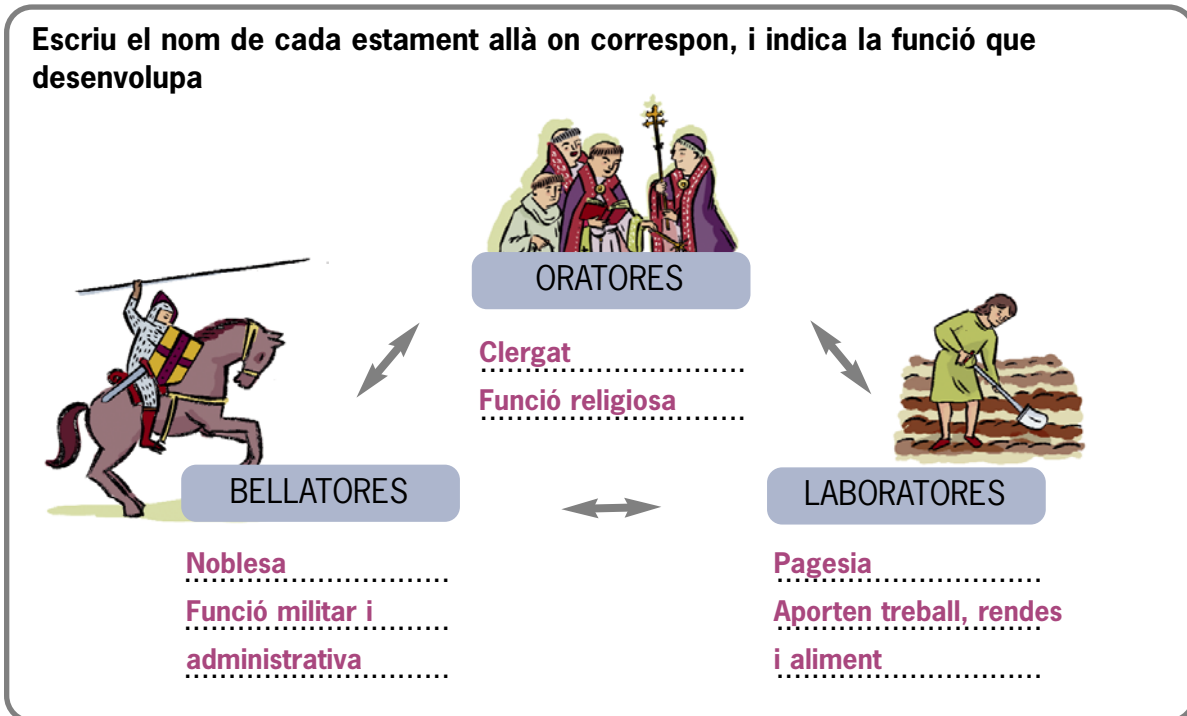 Escriu el nom de cada estament allà on correspon, i indica la funció que
desenvolupa
ORATORES
Clergat
Funció religiosa
BELLATORES
Noblesa
Funció militar i
administrativa
LABORATORES
Pagesia
Aporten treball, rendes
i aliment